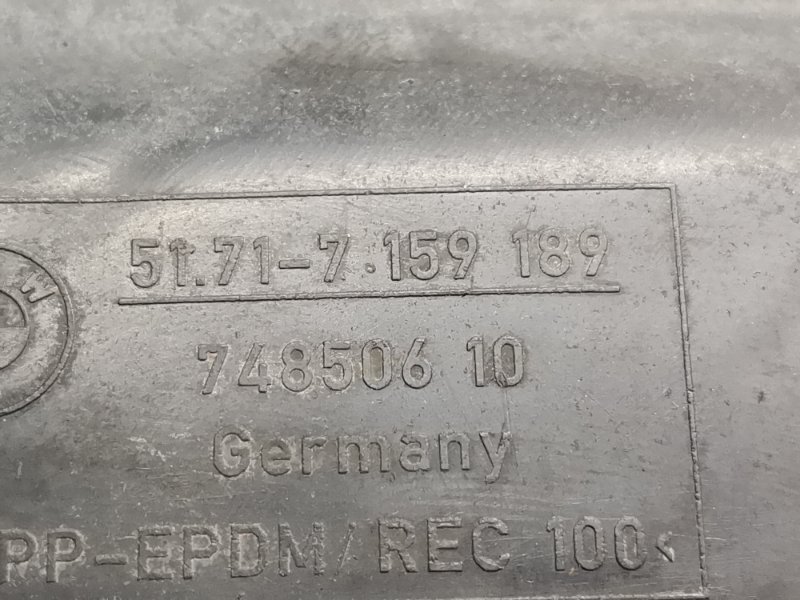 51.71-7.159 189
W
748506 10
Germany
PP-EPDM/REC 100<